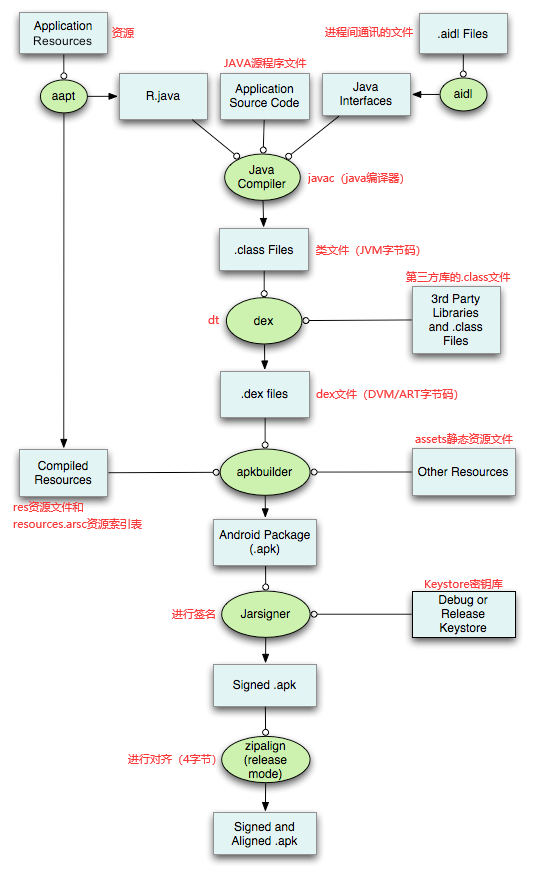 Application
Resources
资源
进程间通讯的文件
.aidl Files
JAVA源程序文件
aapt
R.java
Application
Source Code
Java
Interfaces
aidl
Java
Compiler
javac（java编译器）
.class Files
类文件（JVM字节码）
第三方库的.class文件
dt
dex
3rd Party
Libraries
and .class
Files
.dex files
dex文件（DVM/ART字节码）
assets静态资源文件
Compiled
Resources
apkbuilder
Other Resources
res资源文件和
resources.arsc资源索引表
Android Package
(.apk)
Keystore密钥库
进行签名
Jarsigner
Debug or
Release
Keystore
Signed .apk
进行对齐（4字节）
zipalign
(release
mode)
Signed and
Aligned .apk